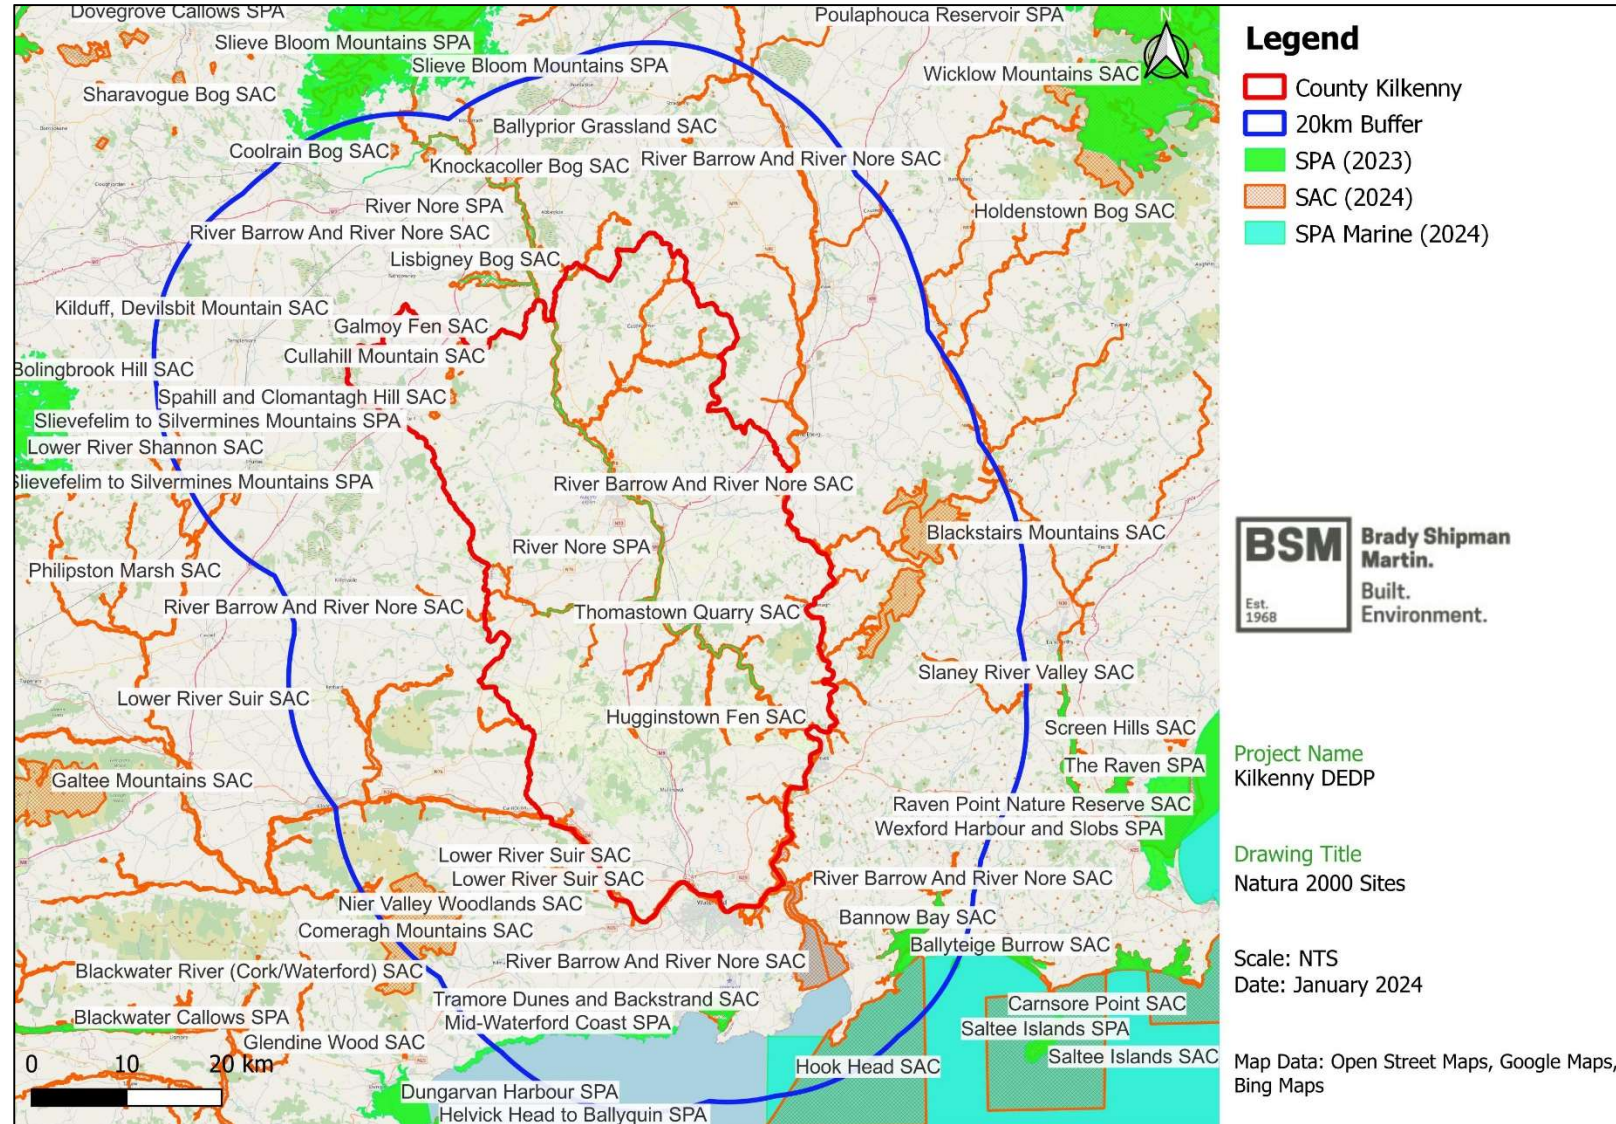 Dovegrove Callows SPA
Poulaphouca Reservoir SPA
Slieve Bloom Mountains SPA
Slieve Bloom Mountains SPA
Wicklow Mountains SAC
N
Sharavogue Bog SAC
Ballyprior Grassland SAC
Coolrain Bog SAC
Knockacoller Bog SAC
River Barrow And River Nore SAC
River Nore SPA
Holdenstown Bog SAC
River Barrow And River Nore SAC
Lisbigney Bog SAC
Kilduff, Devilsbit Mountain SAC
Galmoy Fen SAC
Cullahill Mountain SAC
Bolingbrook Hill SAC
Spahill and Clomantagh Hill SAC
Slievefelim to Silvermines Mountains SPA
Lower River Shannon SAC
Slievefelim to Silvermines Mountains SPA
River Barrow And River Nore SAC
Blackstairs Mountains SAC
River Nore SPA
Philipston Marsh SAC
River Barrow And River Nore SAC
Thomastown Quarry SAC
Slaney River Valley SAC
Lower River Suir SAC
Hugginstown Fen SAC
Screen Hills SAC
The Raven SPA
Galtee Mountains SAC
Raven Point Nature Reserve SAC
Wexford Harbour and Slobs SPA
Lower River Suir SAC
Lower River Suir SAC
River Barrow And River Nore SAC
Nier Valley Woodlands SAC
Bannow Bay SAC
Comeragh Mountains SAC
Ballyteige Burrow SAC
River Barrow And River Nore SAC
Blackwater River (Cork/Waterford) SAC
Tramore Dunes and Backstrand SAC
Carnsore Point SAC
Blackwater Callows SPA
Mid-Waterford Coast SPA
Saltee Islands SPA
Glendine Wood SAC
Saltee Islands SAC
Hook Head SAC
0 10 20 km
Dungarvan Harbour SPA
Helvick Head to Ballyquin SPA
Legend
County Kilkenny
20km Buffer
SPA (2023)
SAC (2024)
SPA Marine (2024)
BSM
Est.
1968
Brady Shipman
Martin.
Built.
Environment.
Project Name
Kilkenny DEDP
Drawing Title
Natura 2000 Sites
Scale: NTS
Date: January 2024
Map Data: Open Street Maps, Google Maps,
Bing Maps